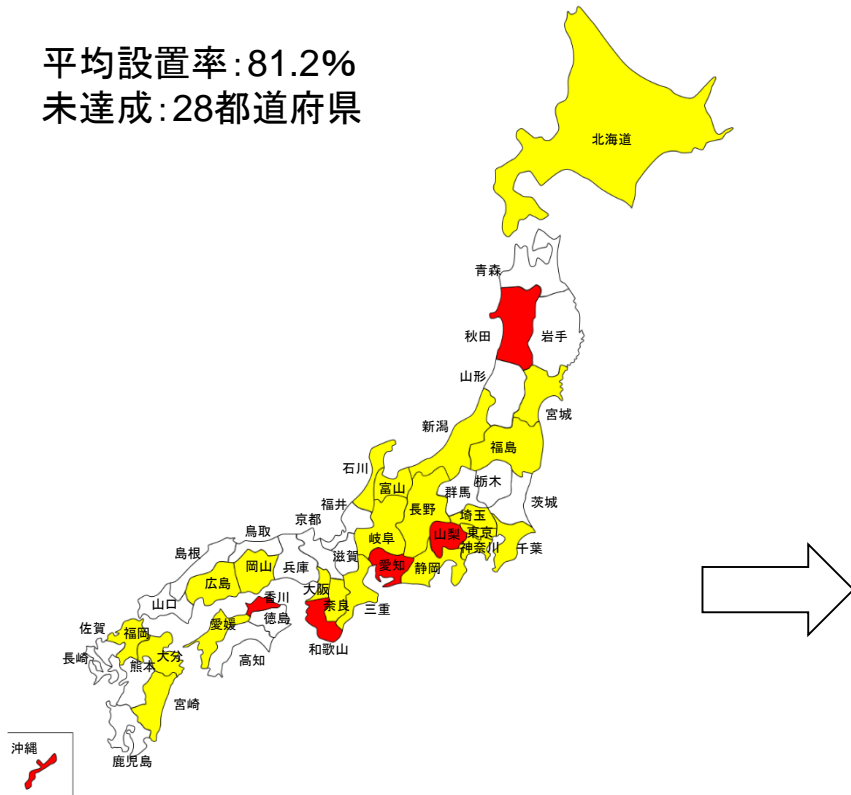 平均設置率：81.2%
未達成：28都道府県
北海道
青森
秋田
岩手
山形
宮城
新潟
福島
石川
富山
栃木
群馬
茨城
長野
福井
埼玉
京都
東京
鳥取
山梨
岐阜
神奈川
千葉
島根
滋賀
岡山
兵庫
愛知
静岡
広島
大阪
香川
奈良
山口
三重
徳島
愛媛
佐賀
福岡
和歌山
大分
長崎
高知
熊本
宮崎
沖縄
鹿児島